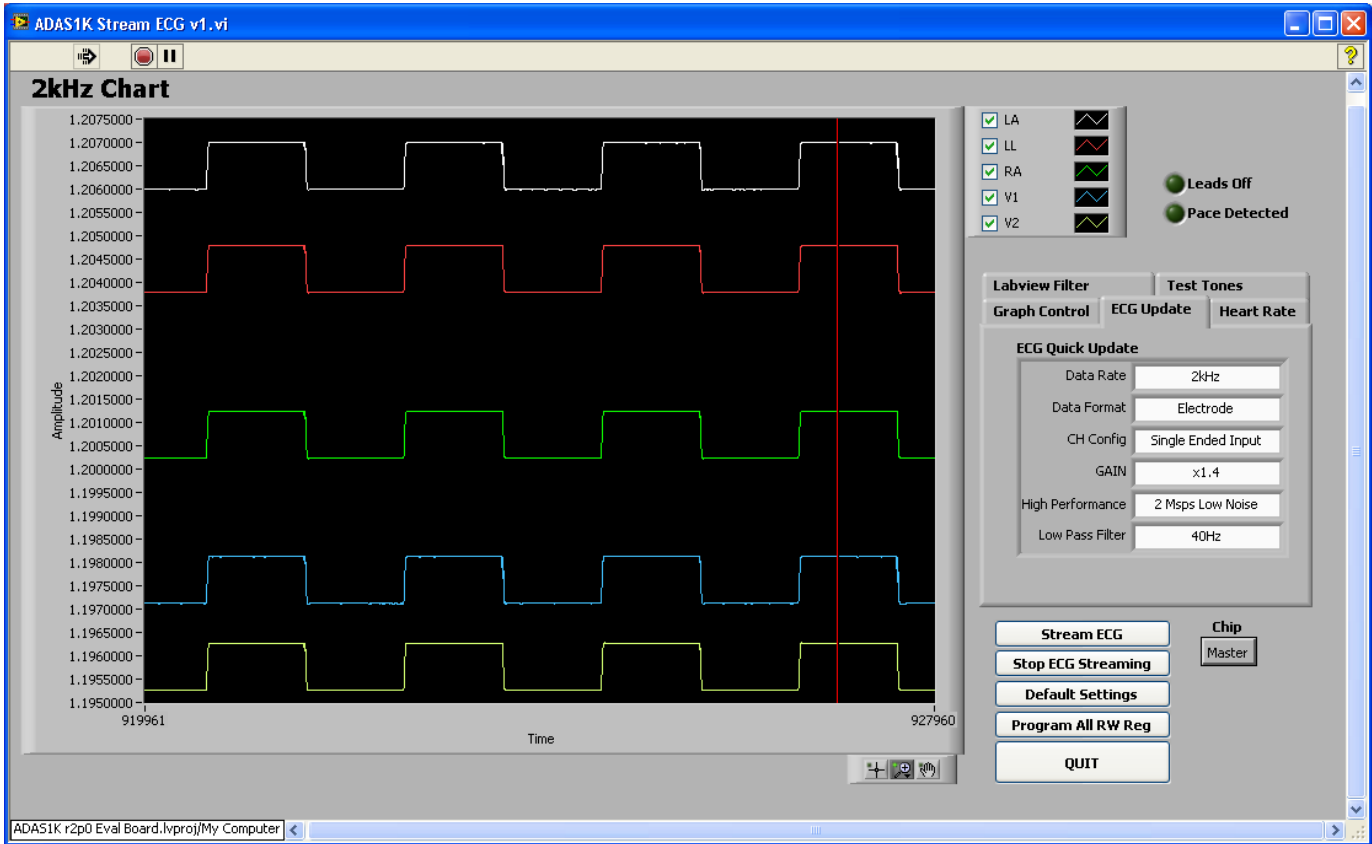 ADAS1K Stream ECG v1.vi
?
2kHz Chart
1.2075000
1.2070000
1.2065000
1.2060000
1.2055000
1.2050000
1.2045000
1.2040000
1.2035000
1.2030000
1.2025000
1.2020000
1.2015000
1.2010000
1.2005000
1.2000000
1.1995000
1.1990000
1.1985000
1.1980000
1.1975000
1.1970000
1.1965000
1.1960000
1.1955000
1.1950000
Amplitude
919961
927960
Time
LA
LL
RA
V1
V2
Leads Off
Pace Detected
Labview Filter
Test Tones
Graph Control
ECG Update
Heart Rate
ECG Quick Update
Data Rate 2kHz
Data Format Electrode
CH Config Single Ended Input
GAIN x1.4
High Performance 2 Msps Low Noise
Low Pass Filter 40Hz
Stream ECG
Stop ECG Streaming
Default Settings
Program All RW Reg
QUIT
Chip
Master
ADAS1K r2p0 Eval Board.lvproj/My Computer